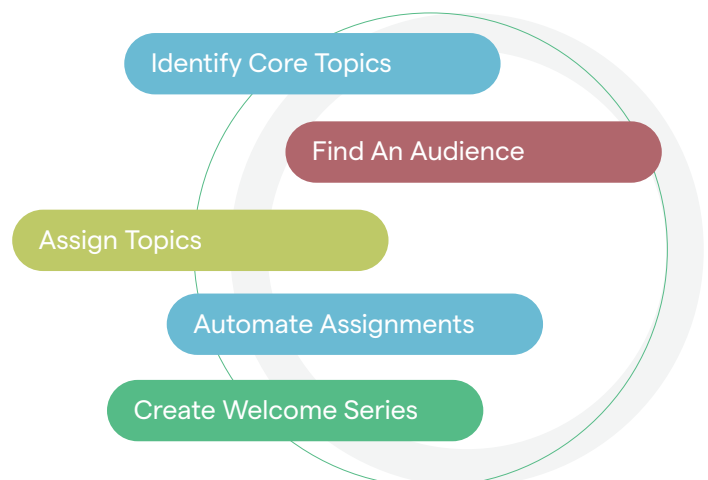 Identify Core Topics
Find An Audience
Assign Topics
Automate Assignments
Create Welcome Series